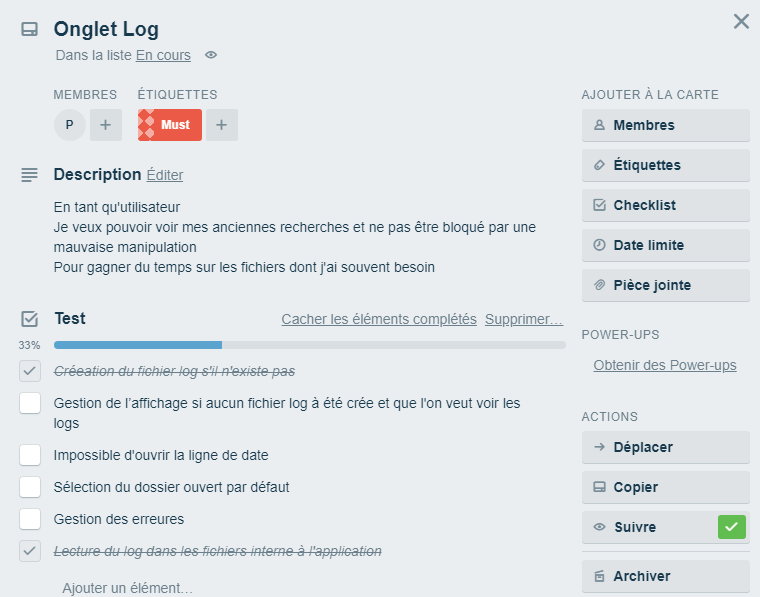 Onglet Log
Dans la liste En cours
MEMBRES
ÉTIQUETTES
P
Must
Description Éditer
En tant qu'utilisateur
Je veux pouvoir voir mes anciennes recherches et ne pas être bloqué par une
mauvaise manipulation
Pour gagner du temps sur les fichiers dont j'ai souvent besoin
Test
Cacher les éléments complétés Supprimer…
33%
Crééation du fichier log s'il n'existe pas
Gestion de l'affichage si aucun fichier log à été crée et que l'on veut voir les
logs
Impossible d'ouvrir la ligne de date
Sélection du dossier ouvert par défaut
Gestion des erreures
Lecture du log dans les fichiers interne à l'application
Ajouter un élément…
AJOUTER À LA CARTE
Membres
Étiquettes
Checklist
Date limite
Pièce jointe
POWER-UPS
Obtenir des Power-ups
ACTIONS
Déplacer
Copier
Suivre
Archiver